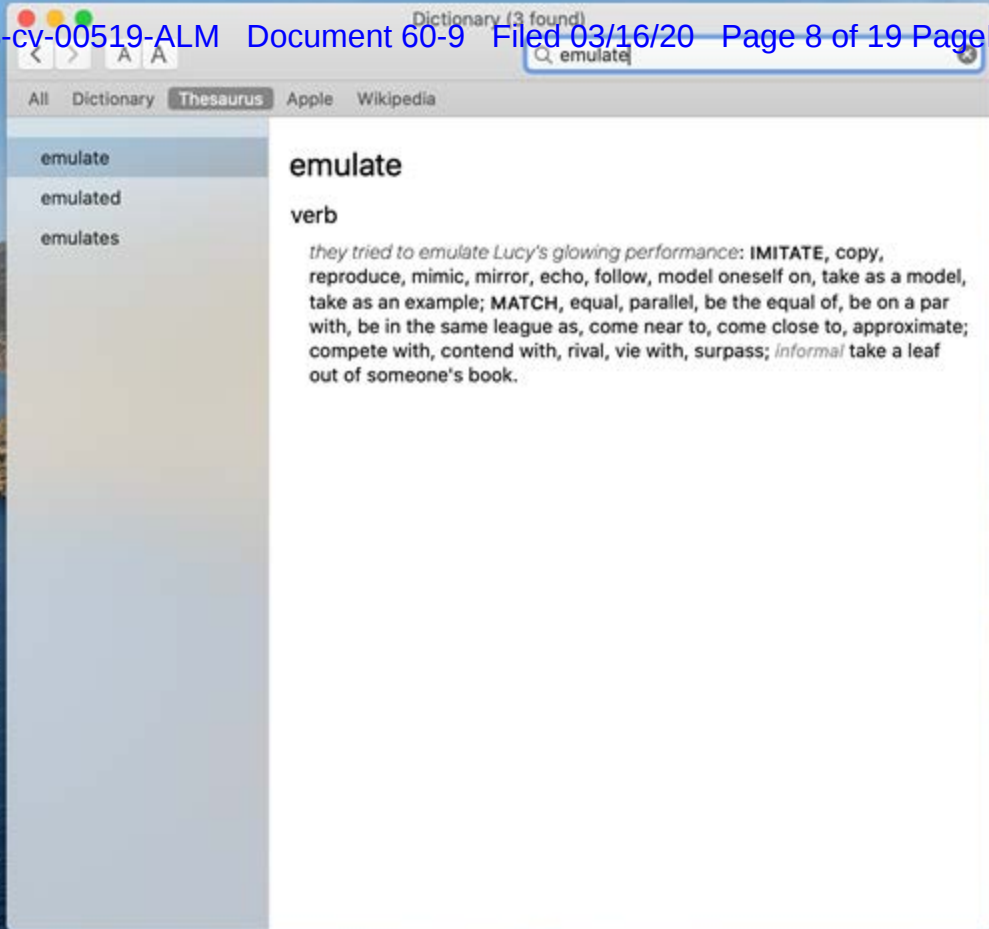 Dictionary (3 found)
-cv-00519-ALM Document 60-9 Filed 03/16/20 Page 8 of 19 Page
< > A A emulate
All Dictionary Thesaurus Apple Wikipedia
emulate
emulated
emulates
emulate
verb
they tried to emulate Lucy's glowing performance: IMITATE, copy,
reproduce, mimic, mirror, echo, follow, model oneself on, take as a model,
take as an example; MATCH, equal, parallel, be the equal of, be on a par
with, be in the same league as, come near to, come close to, approximate;
compete with, contend with, rival, vie with, surpass; informal take a leaf
out of someone's book.